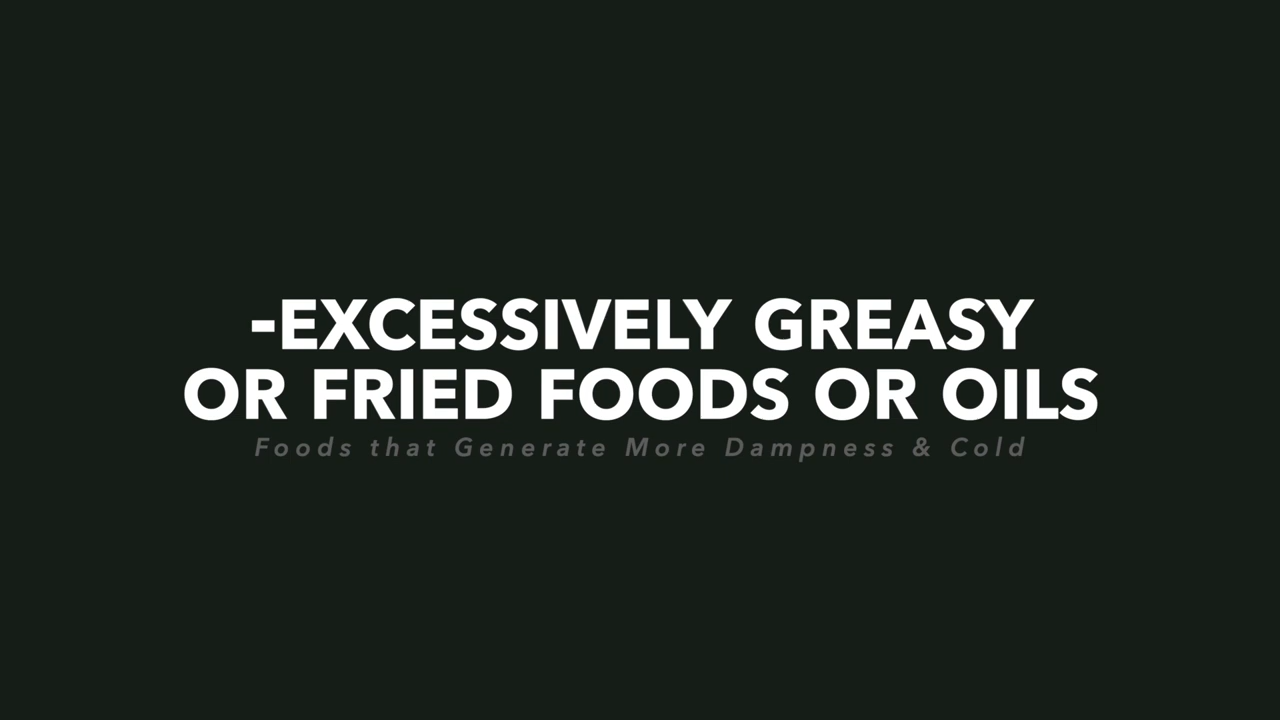 -EXCESSIVELY GREASY
OR FRIED FOODS OR OILS
Foods that Generate More Dampness & Cold